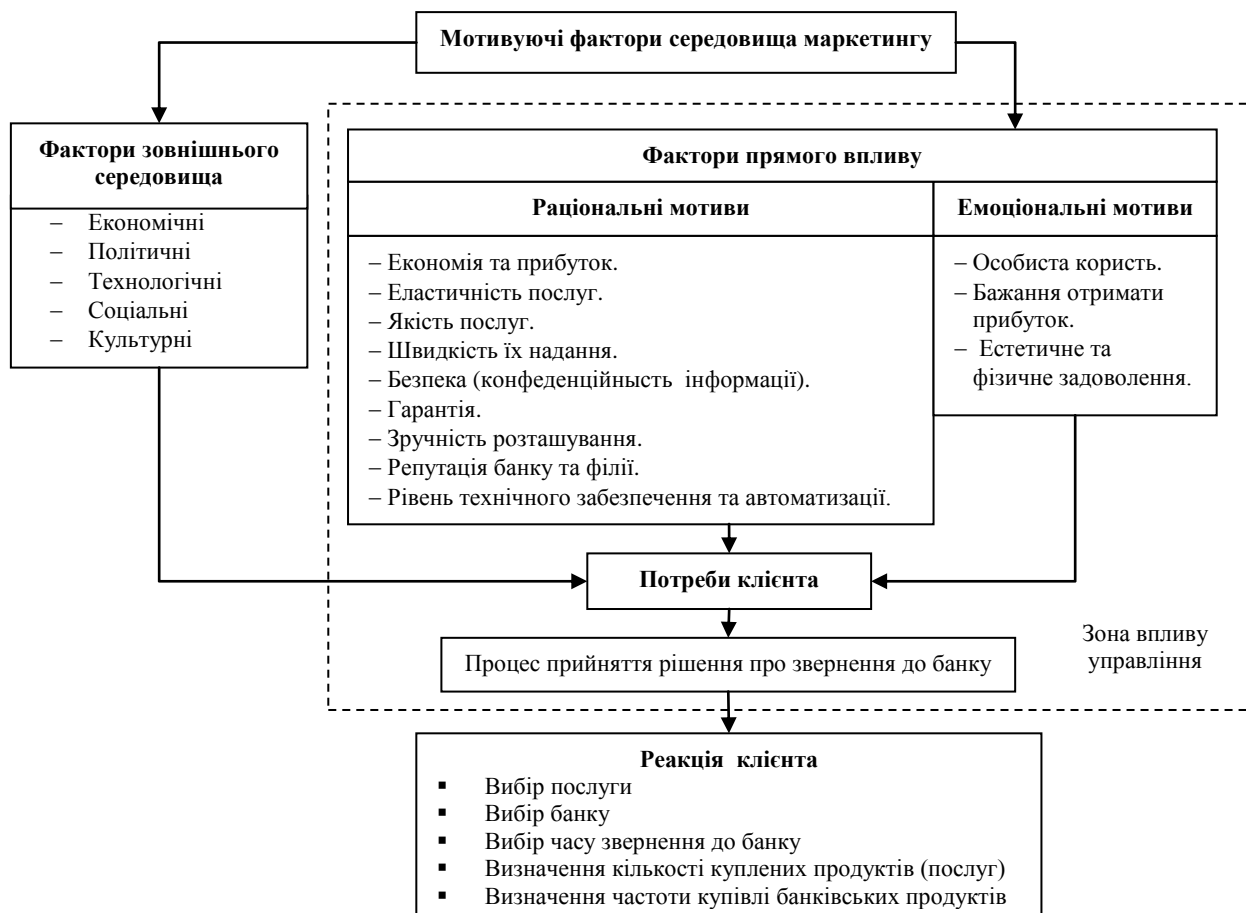 Мотивуючі фактори середовища маркетингу
Фактори зовнішнього
середовища
– Економічні
– Політичні
– Технологічні
– Соціальні
– Культурні
Фактори прямого впливу
Раціональні мотиви
– Економія та прибуток.
– Еластичність послуг.
– Якість послуг.
– Швидкість їх надання.
– Безпека (конфеденційнысть інформації).
– Гарантія.
– Зручність розташування.
– Репутація банку та філії.
– Рівень технічного забезпечення та автоматизації.
Емоціональні мотиви
– Особиста користь.
– Бажання отримати
прибуток.
– Естетичне та
фізичне задоволення.
Потреби клієнта
Процес прийняття рішення про звернення до банку
Зона впливу
управління
Реакція клієнта
▪ Вибір послуги
▪ Вибір банку
▪ Вибір часу звернення до банку
▪ Визначення кількості куплених продуктів (послуг)
▪ Визначення частоти купівлі банківських продуктів